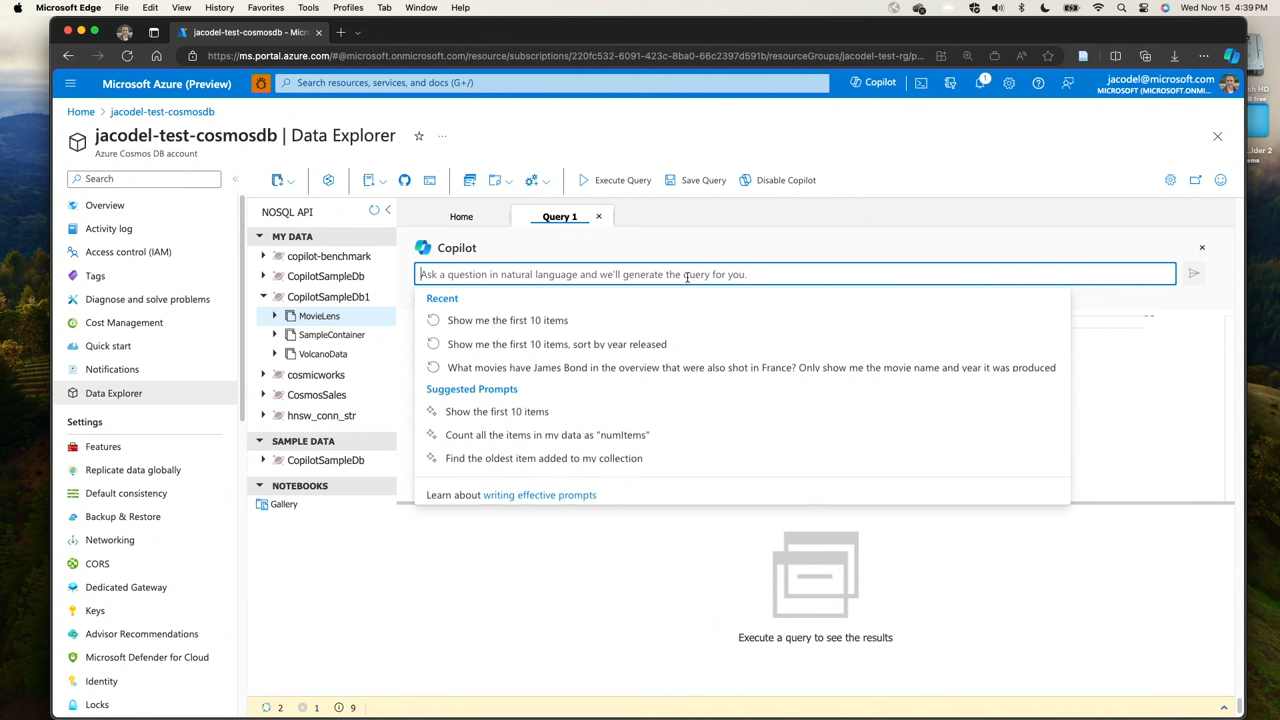 Microsoft Edge File Edit View History Favorites Tools Profiles Tab Window Help Wed Nov 15 4:39 PM
jacodel-test-cosmosdb - Micr
https://ms.portal.azure.com/#@microsoft.onmicrosoft.com/resource/subscriptions/220fc532-6091-423c-8ba0-66c2397d591b/resourceGroups/jacodel-test-rg/p...
Microsoft Azure (Preview) Search resources, services, and docs (G+/) Copilot 1 jacodel@microsoft.com
MICROSOFT (MICROSOFT.ONMI...
Home jacodel-test-cosmosdb
jacodel-test-cosmosdb | Data Explorer
Azure Cosmos DB account
Search
Execute Query Save Query Disable Copilot
Overview
Activity log
Access control (IAM)
Tags
Diagnose and solve problems
Cost Management
Quick start
Notifications
Data Explorer
Settings
Features
Replicate data globally
Default consistency
Backup & Restore
Networking
CORS
Dedicated Gateway
Keys
Advisor Recommendations
Microsoft Defender for Cloud
Identity
Locks
NOSQL API
MY DATA
copilot-benchmark
CopilotSampleDb
CopilotSampleDb1
MovieLens
SampleContainer
VolcanoData
cosmicworks
CosmosSales
hnsw_conn_str
SAMPLE DATA
CopilotSampleDb
NOTEBOOKS
Gallery
Home Query 1
Copilot
Ask a question in natural language and we'll generate the query for you.
Recent
Show me the first 10 items
Show me the first 10 items, sort by year released
What movies have James Bond in the overview that were also shot in France? Only show me the movie name and year it was produced
Suggested Prompts
Show the first 10 items
Count all the items in my data as "numItems"
Find the oldest item added to my collection
Learn about writing effective prompts
Execute a query to see the results
2 1 9